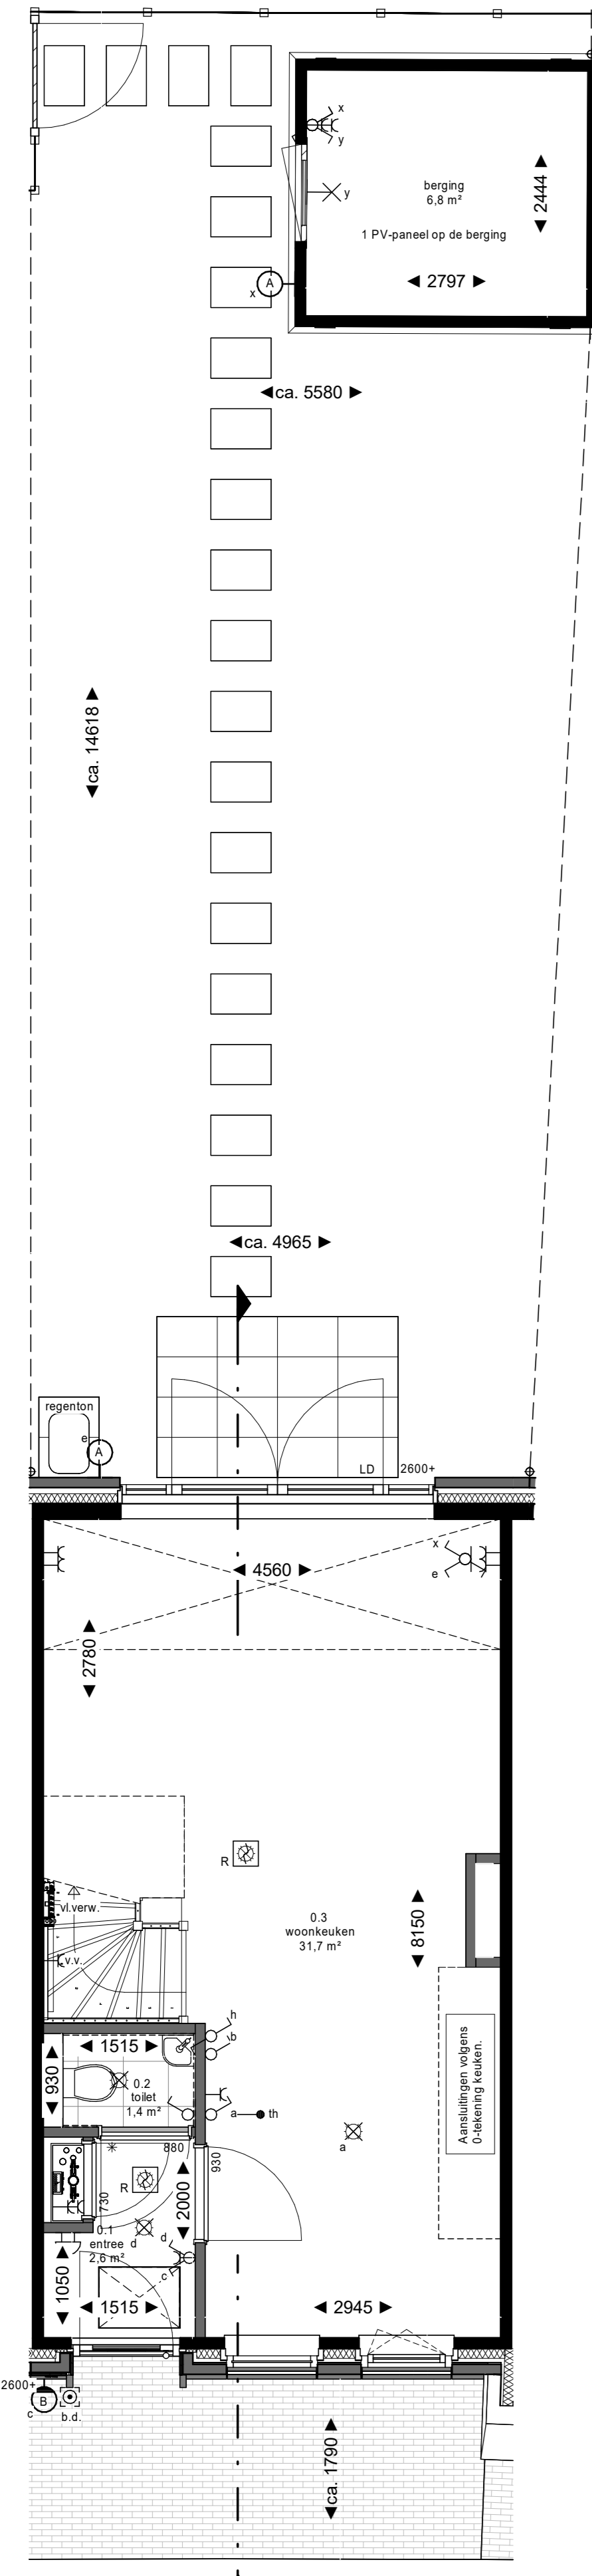 x
y
y
berging
6,8 m²
2444
1 PV-paneel op de berging
A
x
2797
ca. 5580
ca. 14618
ca. 4965
regenton
e
A
LD
2600+
x
e
4560
2780
R
vl.verw.
0.3
woonkeuken
31,7 m²
8150
v.v.
h
b
1515
930
0.2
toilet
1,4 m²
a
th
Aansluitingen volgens
0-tekening keuken.
a
880
930
R
730
2000
0.1
entree
2,6 m²
d
d
c
1050
1515
2945
2600+
B
c
b.d.
ca. 1790